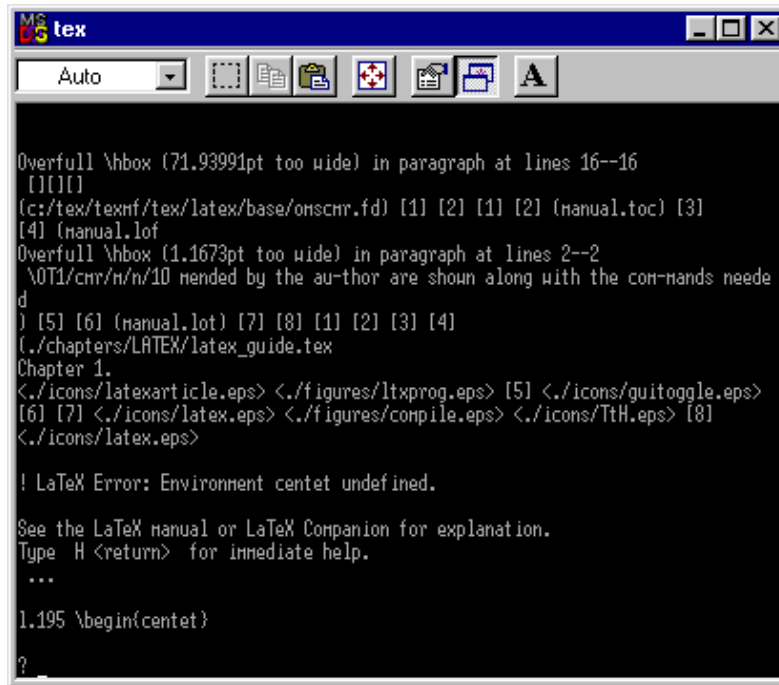 MS DOS tex
Auto A
Overfull \hbox (71.93991pt too wide) in paragraph at lines 16--16
[][][]
(c:/tex/texmf/tex/latex/base/omscmr.fd) [1] [2] [1] [2] (manual.toc) [3]
[4] (manual.lof
Overfull \hbox (1.1673pt too wide) in paragraph at lines 2--2
\OT1/cmr/m/n/10 mended by the au-thor are shown along with the com-mands neede
d
) [5] [6] (manual.lot) [7] [8] [1] [2] [3] [4]
(./chapters/LATEX/latex_guide.tex
Chapter 1.
<./icons/latexarticle.eps> <./figures/ltxprog.eps> [5] <./icons/guitoggle.eps>
[6] [7] <./icons/latex.eps> <./figures/compile.eps> <./icons/TtH.eps> [8]
<./icons/latex.eps>
! LaTeX Error: Environment centet undefined.
See the LaTeX manual or LaTeX Companion for explanation.
Type H <return> for immediate help.
...
l.195 \begin{centet}
? _